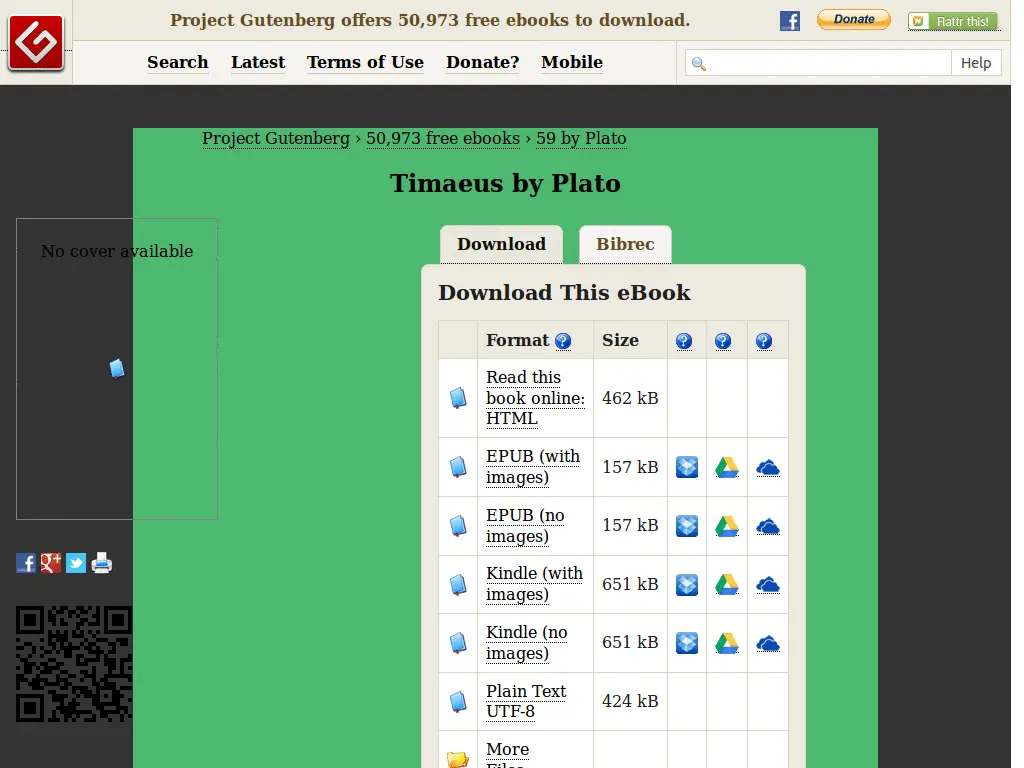 Project Gutenberg offers 50,973 free ebooks to download.
Donate
Flattr this!
Search Latest Terms of Use Donate? Mobile
Help
Project Gutenberg › 50,973 free ebooks › 59 by Plato
Timaeus by Plato
No cover available
Download Bibrec
Download This eBook
Format ? Size ? ? ?
Read this
book online:
HTML
462 kB
EPUB (with
images)
157 kB
EPUB (no
images)
157 kB
Kindle (with
images)
651 kB
Kindle (no
images)
651 kB
Plain Text
UTF-8
424 kB
More
Files...